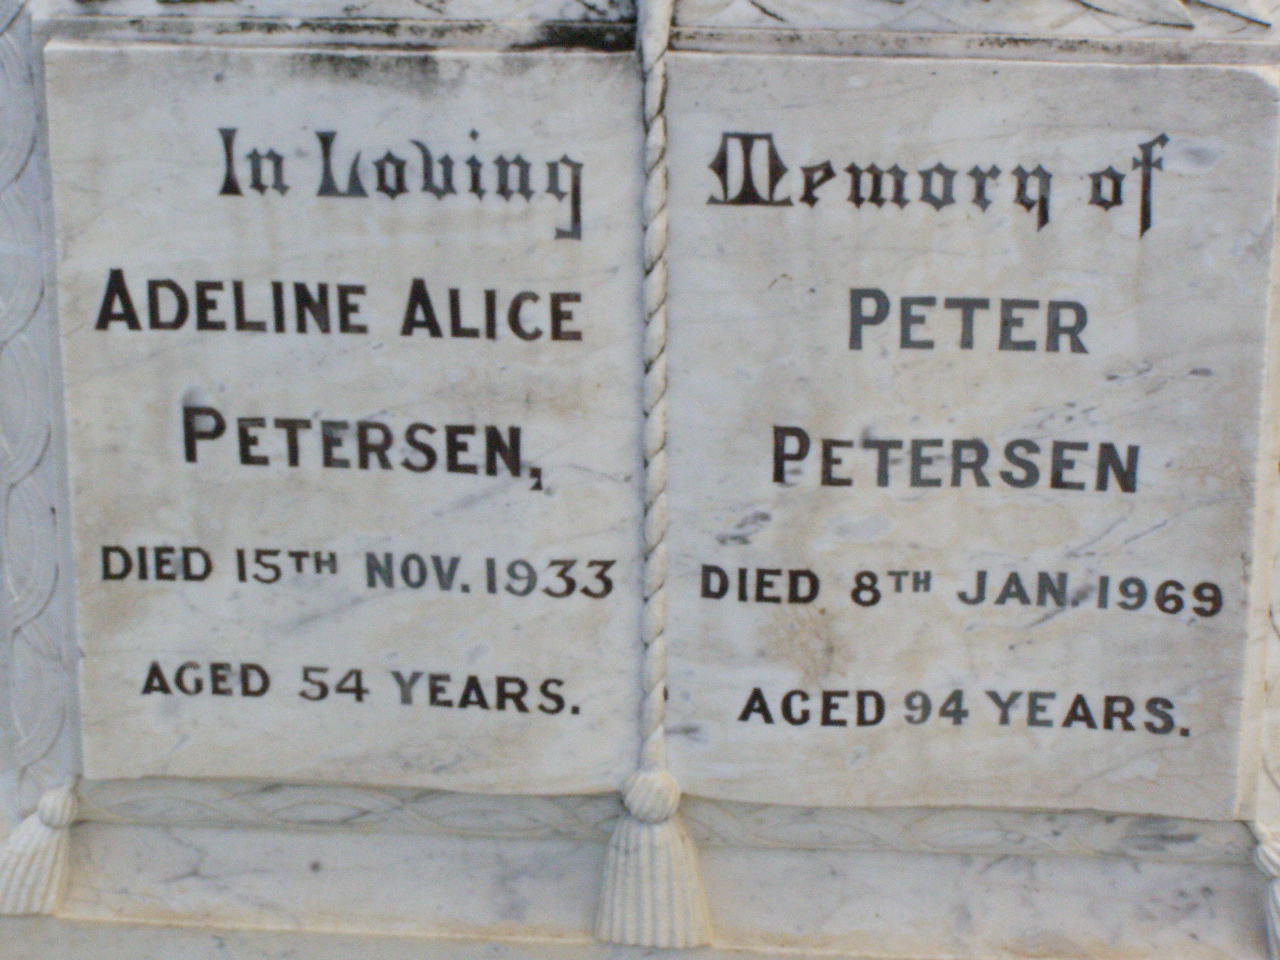 In Loving Memory of
ADELINE ALICE
PETERSEN,
DIED 15TH NOV. 1933
AGED 54 YEARS.
PETER
PETERSEN
DIED 8TH JAN. 1969
AGED 94 YEARS.